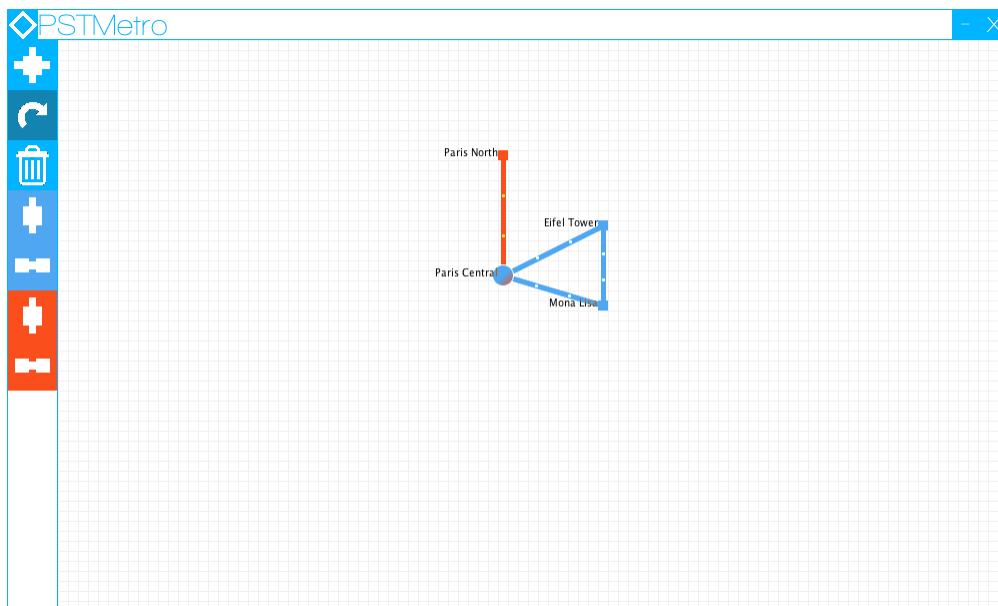 PSTMetro
Paris North
Eifel Tower
Paris Central
Mona Lisa